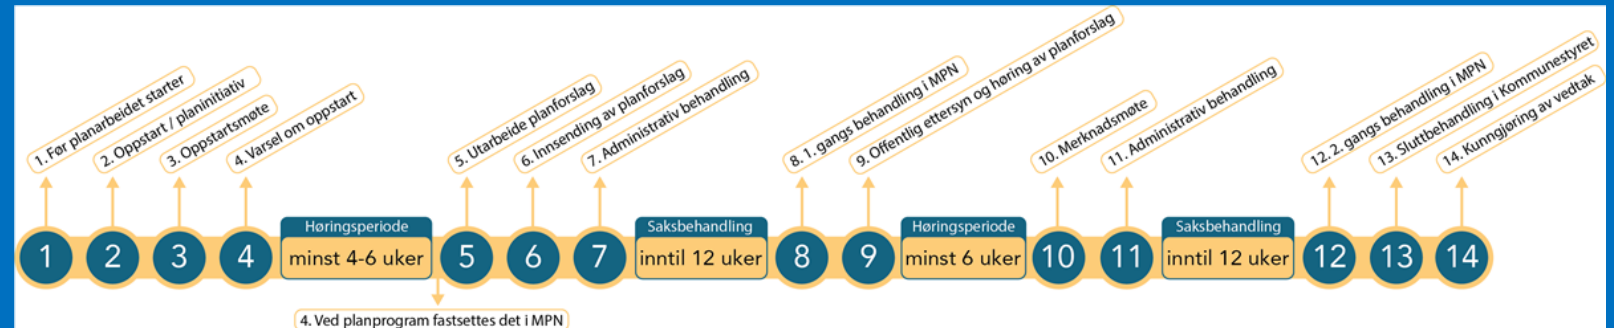 1. Før planarbeidet starter
2. Oppstart / planinitiativ
3. Oppstartsmøte
4. Varsel om oppstart
5. Utarbeide planforslag
6. Innsending av planforslag
7. Administrativ behandling
8. 1. gangs behandling i MPN
9. Offentlig ettersyn og høring av planforslag
10. Merknadsmøte
11. Administrativ behandling
12. 2. gangs behandling i MPN
13. Sluttbehandling i Kommunestyret
14. Kunngjøring av vedtak
1
2
3
4
Høringsperiode
minst 4-6 uker
5
6
7
Saksbehandling
inntil 12 uker
8
9
Høringsperiode
minst 6 uker
10
11
Saksbehandling
inntil 12 uker
12
13
14
4. Ved planprogram fastsettes det i MPN